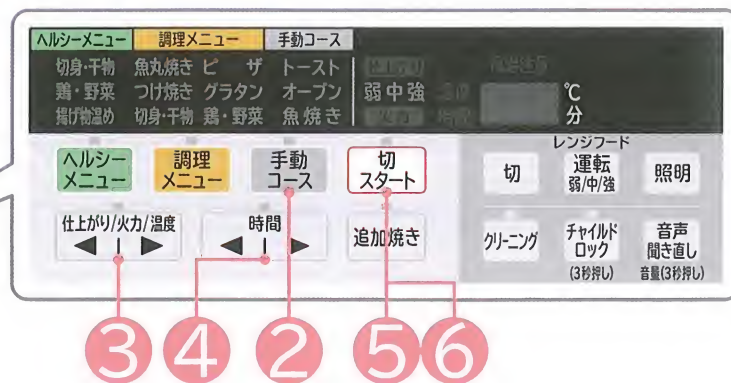 ヘルシーメニュー 調理メニュー 手動コース
切身・干物 魚丸焼き ピザ トースト
鶏・野菜 つけ焼き グラタン オーブン 弱中強 ℃
揚げ物温め 切身・干物 鶏・野菜 魚焼き 分
レンジフード
ヘルシーメニュー
調理メニュー
手動コース
切
スタート
切
運転
弱/中/強
照明
仕上がり/火力/温度
◀ ▶
時間
◀ ▶
追加焼き
クリーニング
チャイルドロック
(3秒押し)
音声
聞き直し
音量(3秒押し)
3 4 2 5 6